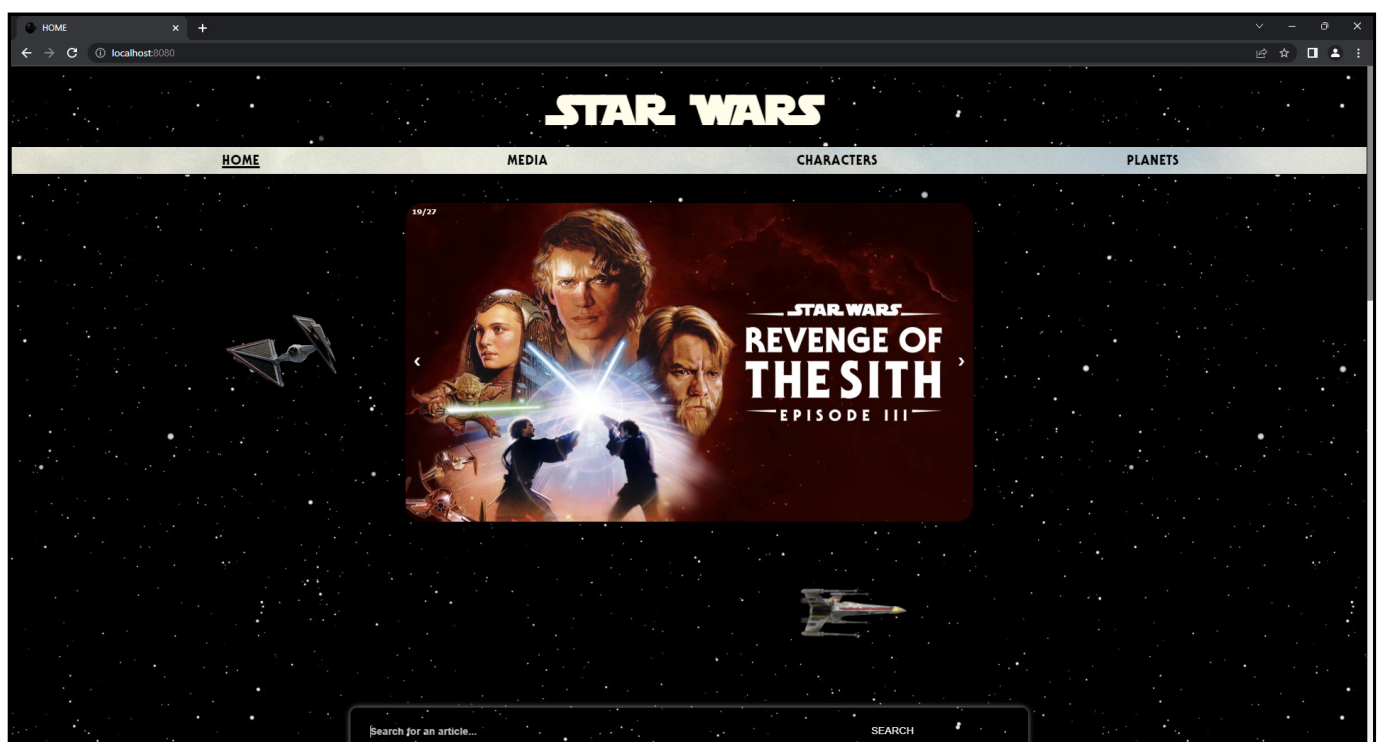 HOME
localhost:8080
STAR WARS
HOME MEDIA CHARACTERS PLANETS
19/27
STAR WARS
REVENGE OF
THE SITH
EPISODE III
Search for an article... SEARCH